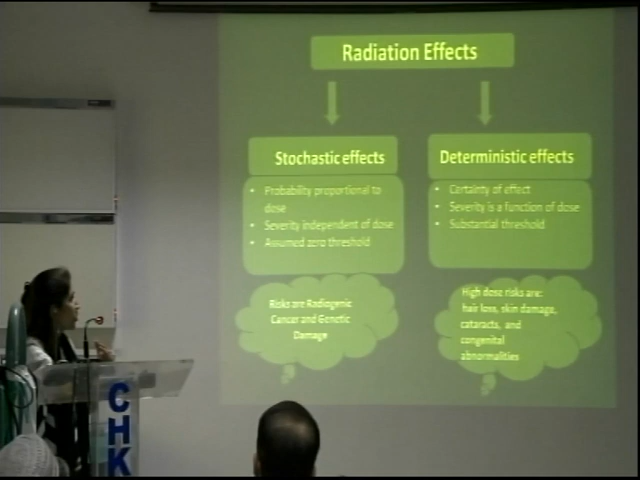 Radiation Effects
Stochastic effects
• Probability proportional to
dose
• Severity independent of dose
• Assumed zero threshold
Deterministic effects
• Certainty of effect
• Severity is a function of dose
• Substantial threshold
Risks are Radiogenic
Cancer and Genetic
Damage
High dose risks are:
hair loss, skin damage,
cataracts, and
congenital
abnormalities
CHK